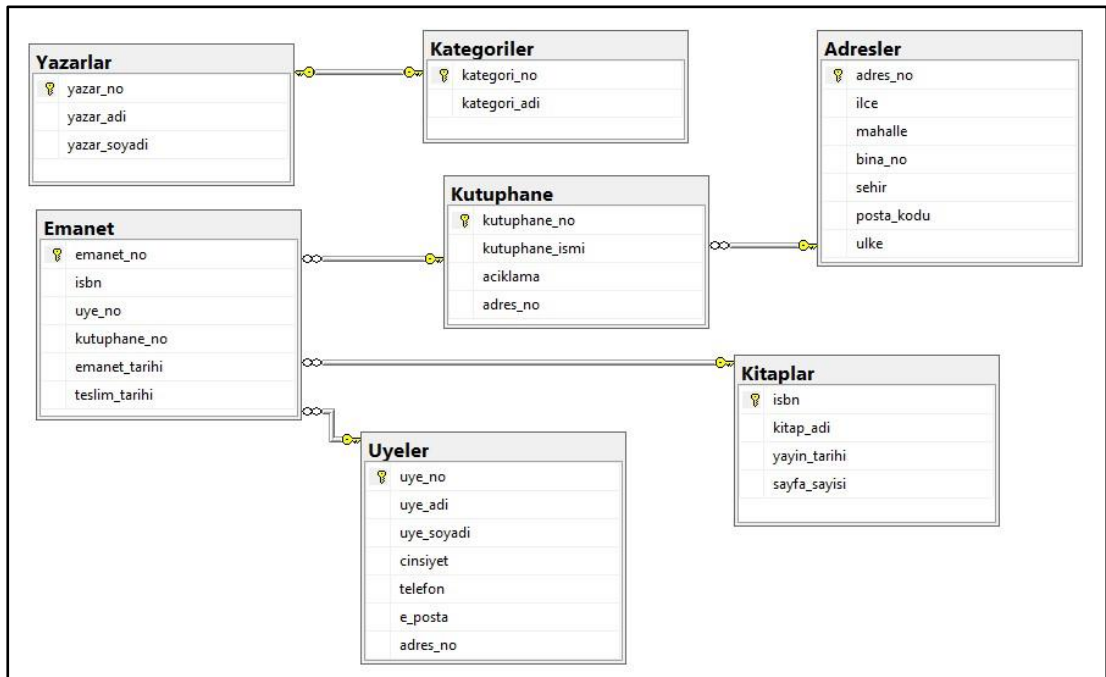 Yazarlar
yazar_no
yazar_adi
yazar_soyadi
Kategoriler
kategori_no
kategori_adi
Adresler
adres_no
ilce
mahalle
bina_no
sehir
posta_kodu
ulke
Emanet
emanet_no
isbn
uye_no
kutuphane_no
emanet_tarihi
teslim_tarihi
Kutuphane
kutuphane_no
kutuphane_ismi
aciklama
adres_no
Kitaplar
isbn
kitap_adi
yayin_tarihi
sayfa_sayisi
Uyeler
uye_no
uye_adi
uye_soyadi
cinsiyet
telefon
e_posta
adres_no